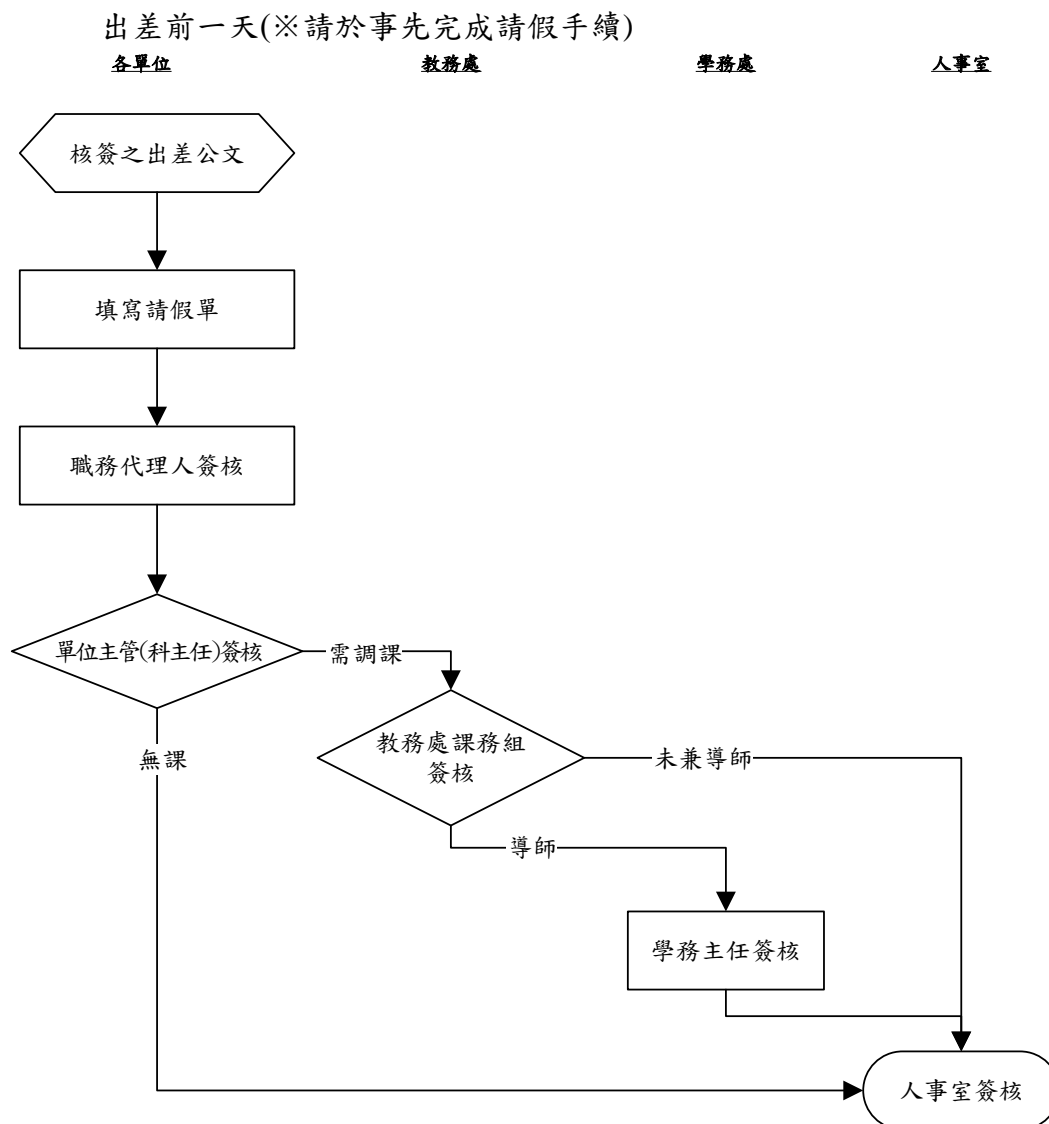 出差前一天(※請於事先完成請假手續)
各單位
教務處
學務處
人事室
核簽之出差公文
填寫請假單
職務代理人簽核
單位主管(科主任)簽核
需調課
無課
教務處課務組
簽核
未兼導師
導師
學務主任簽核
人事室簽核